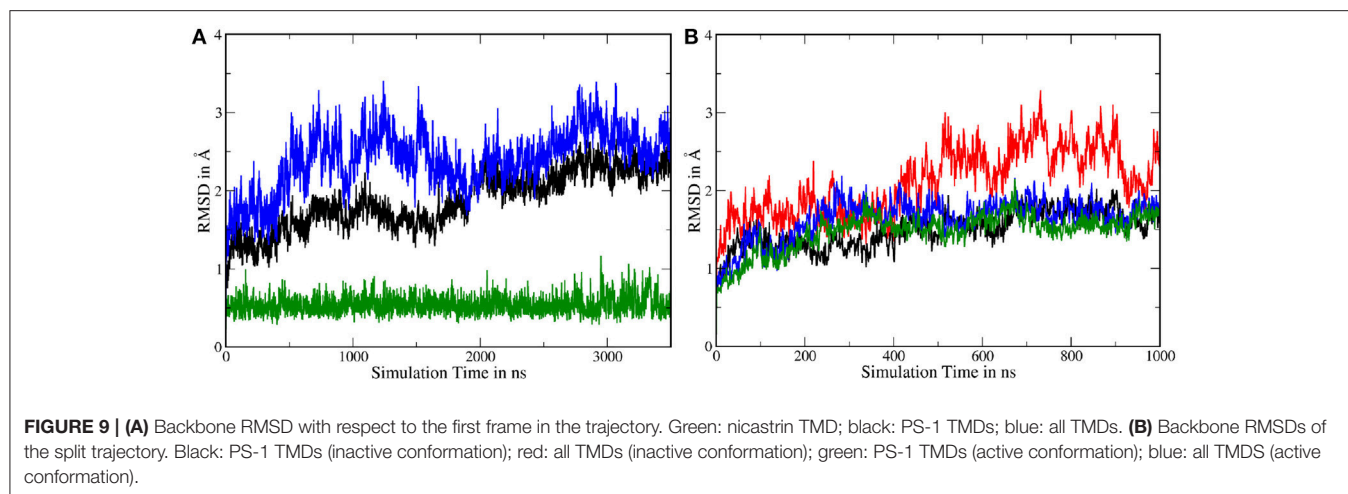 A
B
4
3
2
1
0
RMSD in Å
0
1000
2000
3000
Simulation Time in ns
4
3
2
1
0
RMSD in Å
0
200
400
600
800
1000
Simulation Time in ns
FIGURE 9 | (A) Backbone RMSD with respect to the first frame in the trajectory. Green: nicastrin TMD; black: PS-1 TMDs; blue: all TMDs. (B) Backbone RMSDs of
the split trajectory. Black: PS-1 TMDs (inactive conformation); red: all TMDs (inactive conformation); green: PS-1 TMDs (active conformation); blue: all TMDS (active
conformation).